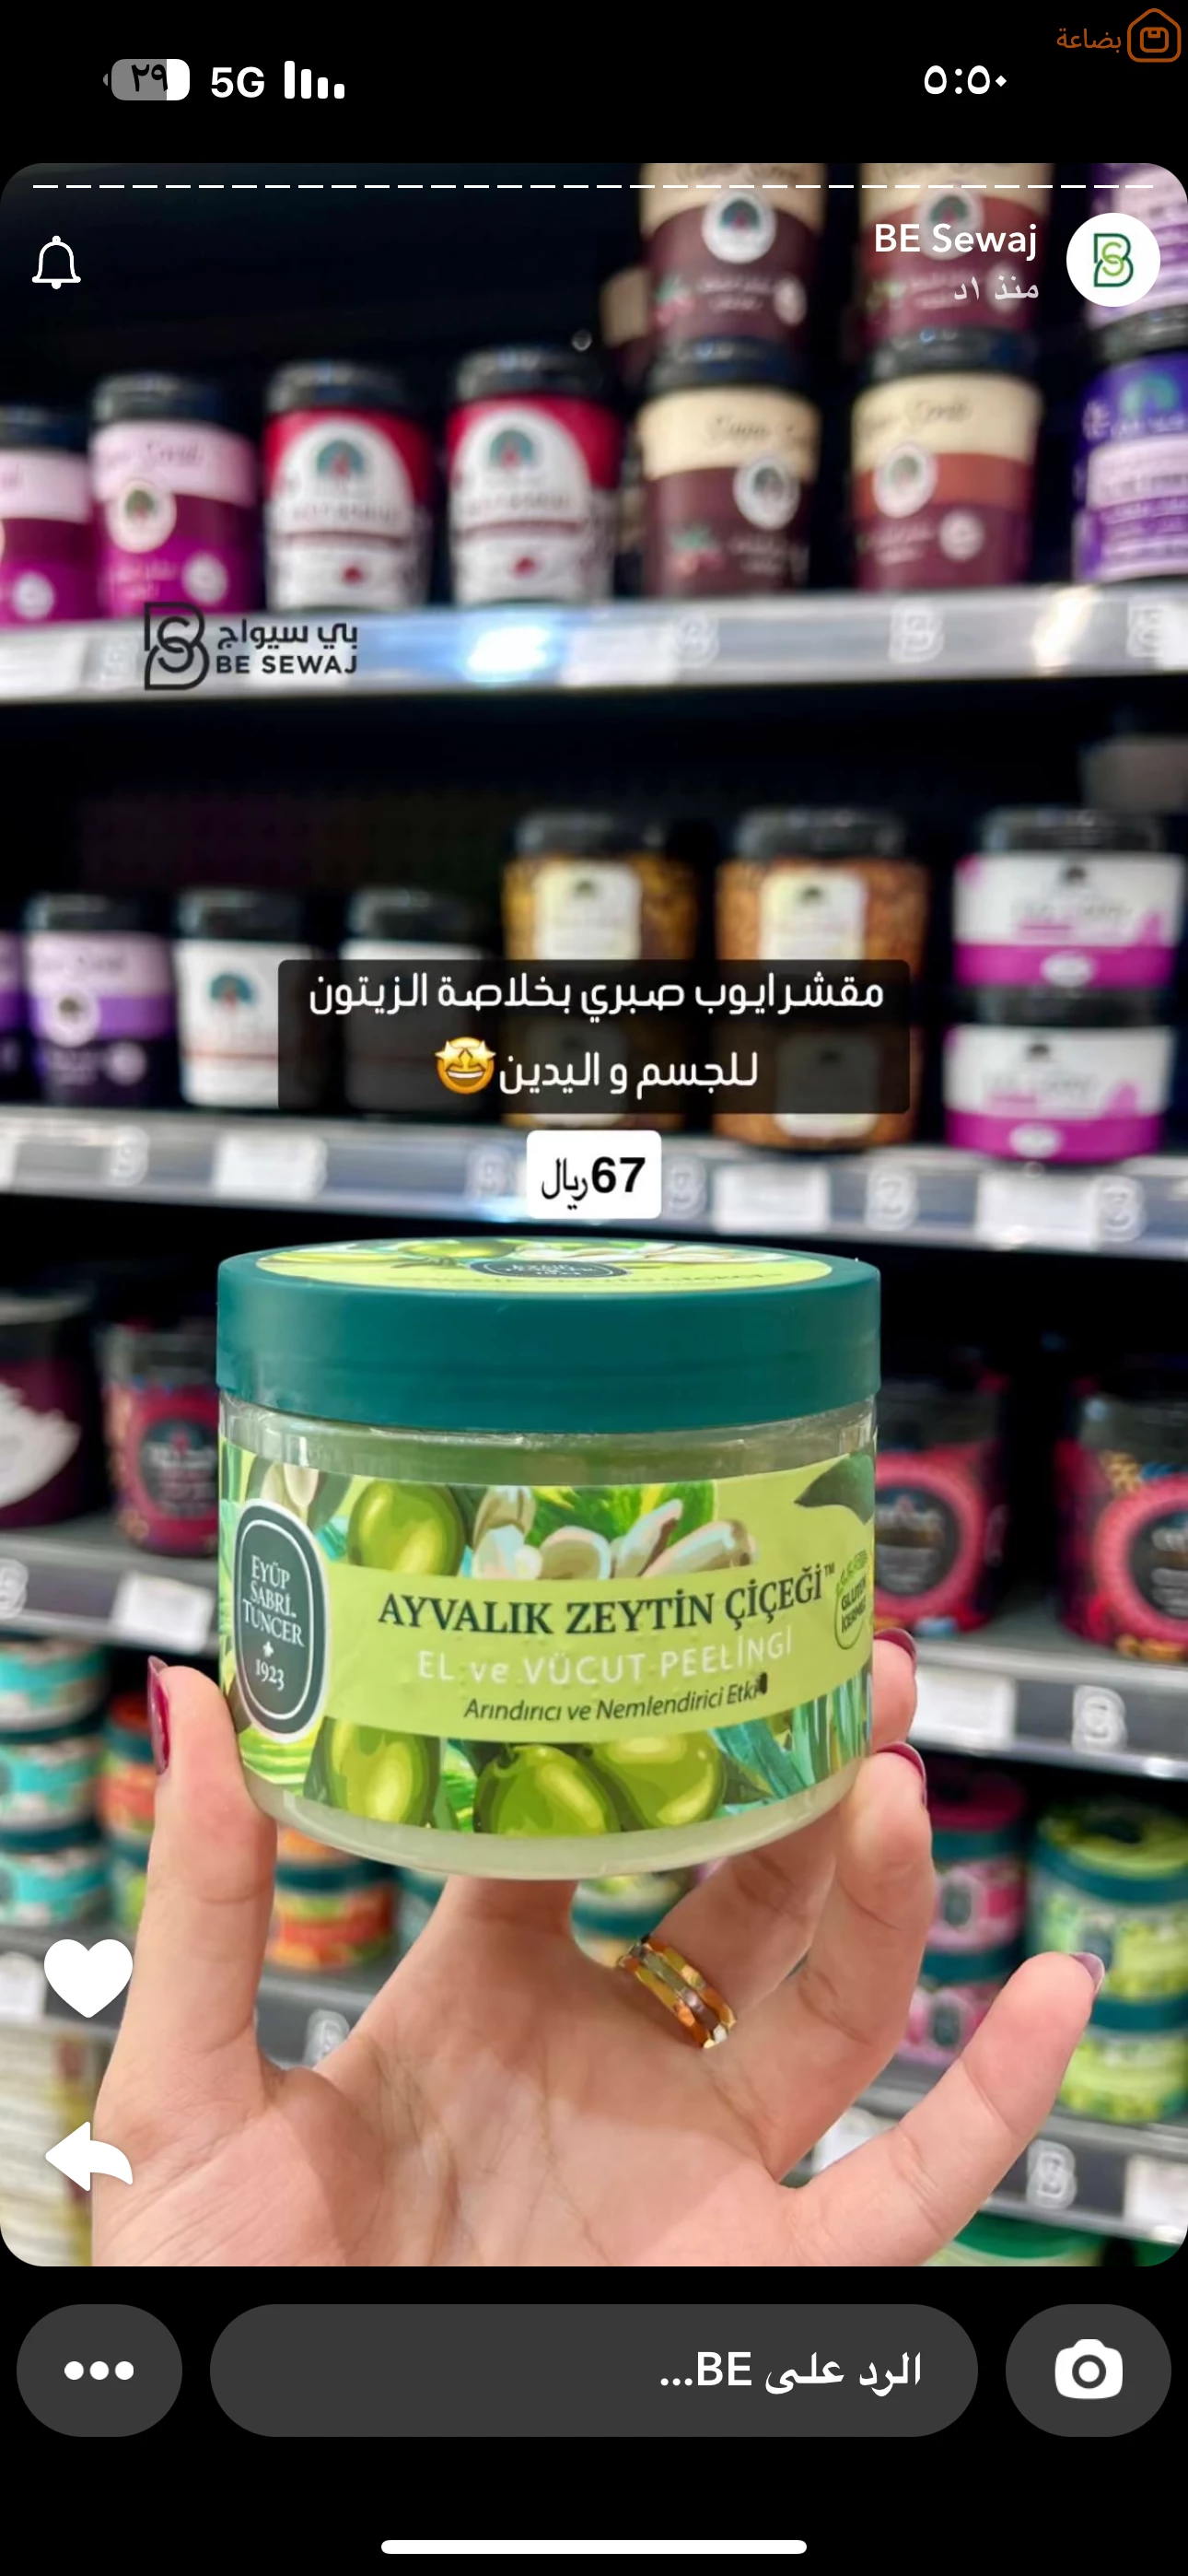 بضاعة
٢٩
5G
٥:٥٠
BE Sewaj
منذ ١د
بي سيواج
BE SEWAJ
مقشر ايوب صبري بخلاصة الزيتون
للجسم و اليدين🤩
67 ريال
EYÜP
SABRİ
TUNCER
1923
AYVALIK ZEYTİN ÇİÇEĞİ™
EL ve VÜCUT PEELİNGİ
Arındırıcı ve Nemlendirici Etki
الرد على BE...